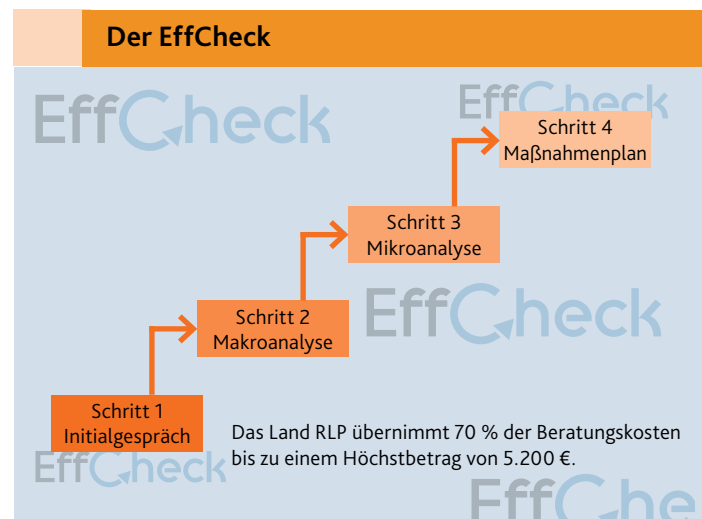 Der EffCheck
EffCheck
EffCheck
Schritt 4
Maßnahmenplan
Schritt 3
Mikroanalyse
EffCheck
Schritt 2
Makroanalyse
Schritt 1
Initialgespräch
Das Land RLP übernimmt 70 % der Beratungskosten
bis zu einem Höchstbetrag von 5.200 €.
EffCheck
EffChe